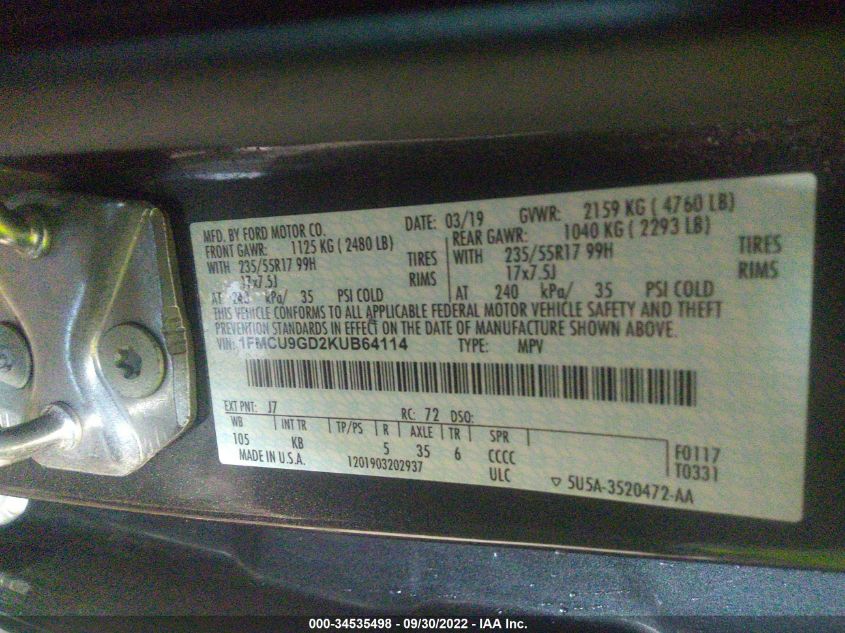 MFD. BY FORD MOTOR CO. DATE: 03/19 GVWR: 2159 KG ( 4760 LB)
FRONT GAWR: 1125 KG ( 2480 LB) REAR GAWR: 1040 KG ( 2293 LB)
WITH 235/55R17 99H TIRES WITH 235/55R17 99H TIRES
17x7.5J RIMS 17x7.5J RIMS
AT 240 kPa/ 35 PSI COLD AT 240 kPa/ 35 PSI COLD
THIS VEHICLE CONFORMS TO ALL APPLICABLE FEDERAL MOTOR VEHICLE SAFETY AND THEFT
PREVENTION STANDARDS IN EFFECT ON THE DATE OF MANUFACTURE SHOWN ABOVE.
VIN: 1FMCU9GD2KUB64114 TYPE: MPV
EXT PNT: J7 RC: 72 DSO:
WB INT TR TP/PS R AXLE TR SPR
105 KB 5 35 6 CCCC F0117
MADE IN U.S.A. 1201903202937 ULC T0331
▽ 5U5A-3520472-AA
000-34535498 - 09/30/2022 - IAA Inc.